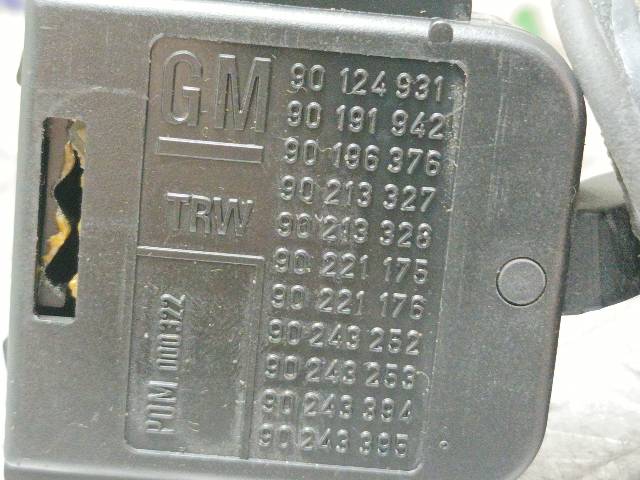 GM
TRW
POM 000322
90 124 931
90 191 942
90 196 376
90 213 327
90 213 328
90 221 175
90 221 176
90 243 252
90 243 253
90 243 394
90 243 395